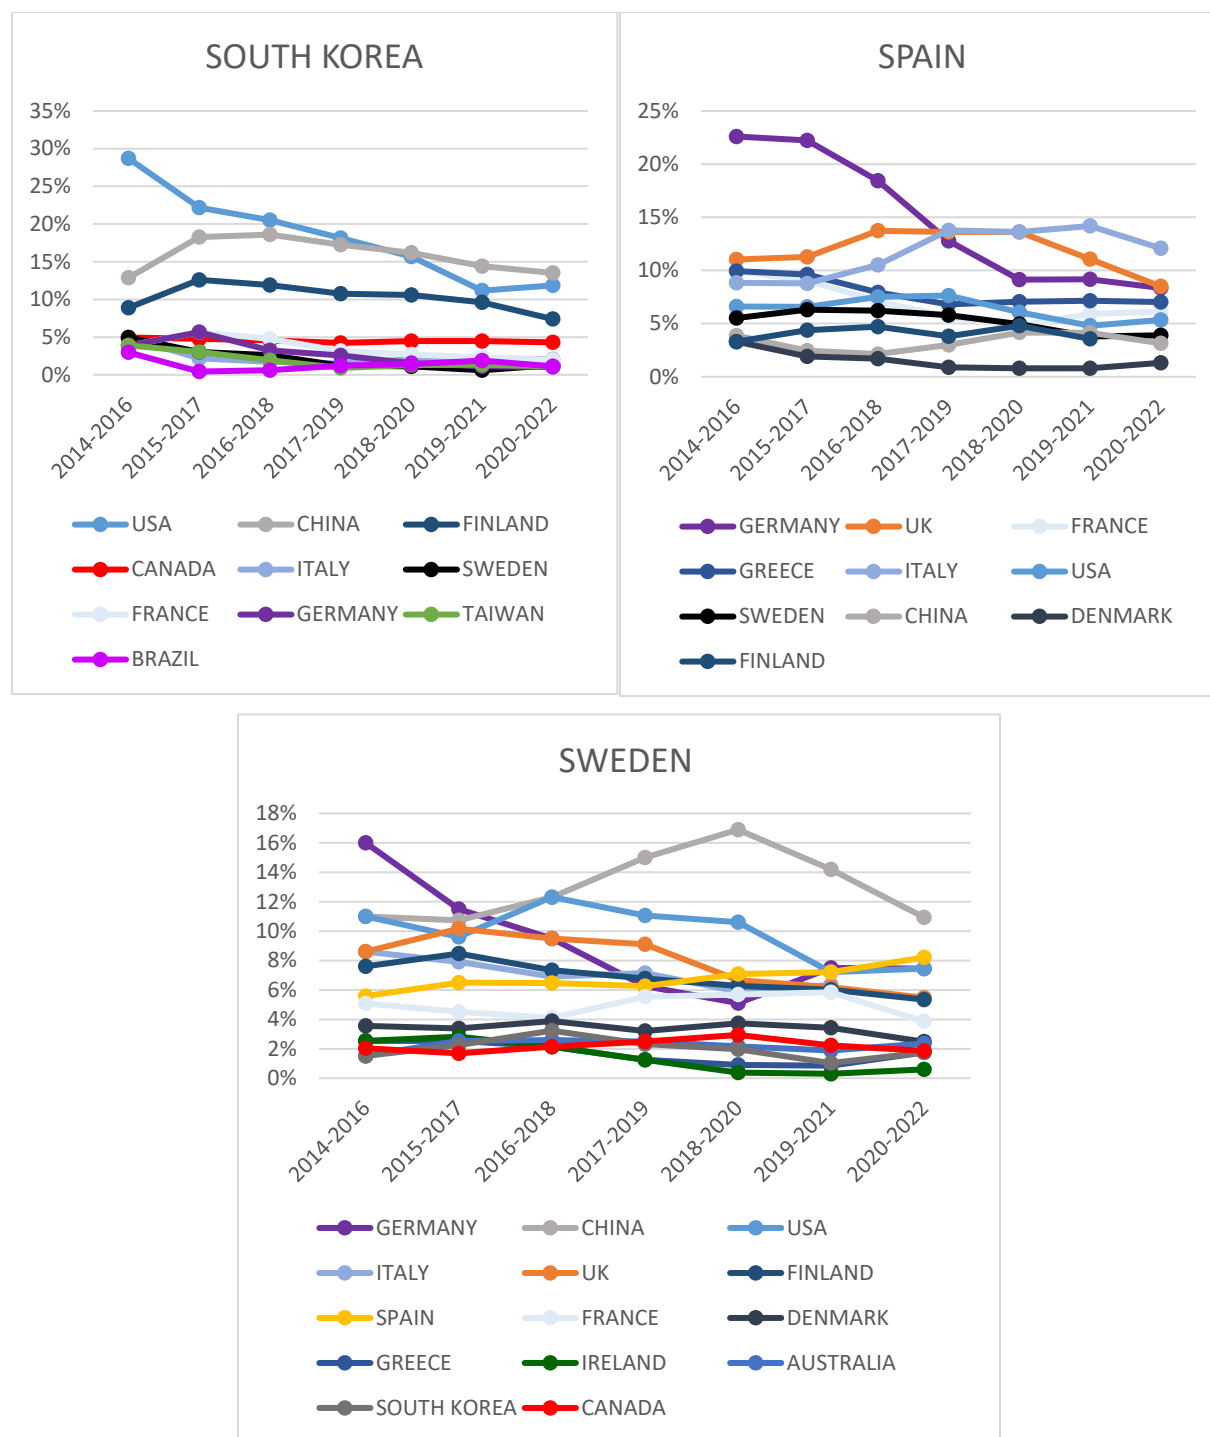 SOUTH KOREA
35%
30%
25%
20%
15%
10%
5%
0%
2014-2016
2015-2017
2016-2018
2017-2019
2018-2020
2019-2021
2020-2022
USA CHINA FINLAND
CANADA ITALY SWEDEN
FRANCE GERMANY TAIWAN
BRAZIL
SPAIN
25%
20%
15%
10%
5%
0%
2014-2016
2015-2017
2016-2018
2017-2019
2018-2020
2019-2021
2020-2022
GERMANY UK FRANCE
GREECE ITALY USA
SWEDEN CHINA DENMARK
FINLAND
SWEDEN
18%
16%
14%
12%
10%
8%
6%
4%
2%
0%
2014-2016
2015-2017
2016-2018
2017-2019
2018-2020
2019-2021
2020-2022
GERMANY CHINA USA
ITALY UK FINLAND
SPAIN FRANCE DENMARK
GREECE IRELAND AUSTRALIA
SOUTH KOREA CANADA